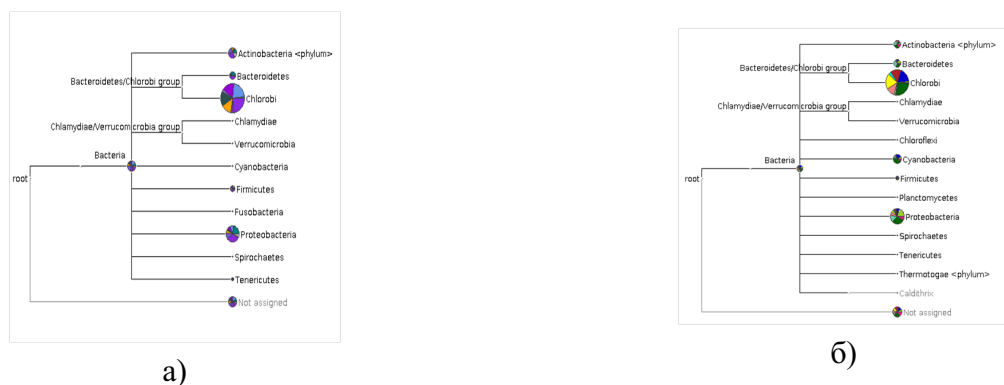 Actinobacteria <phylum>
Bacteroidetes/Chlorobi group
Bacteroidetes
Chlorobi
Chlamydiae/Verrucomicrobia group
Chlamydiae
Verrucomicrobia
Bacteria
Cyanobacteria
root
Firmicutes
Fusobacteria
Proteobacteria
Spirochaetes
Tenericutes
Not assigned
а)
Actinobacteria <phylum>
Bacteroidetes
Bacteroidetes/Chlorobi group
Chlorobi
Chlamydiae
Chlamydiae/Verrucomicrobia group
Verrucomicrobia
Chloroflexi
Bacteria
Cyanobacteria
root
Firmicutes
Planctomycetes
Proteobacteria
Spirochaetes
Tenericutes
Thermotogae <phylum>
Caldithrix
Not assigned
б)